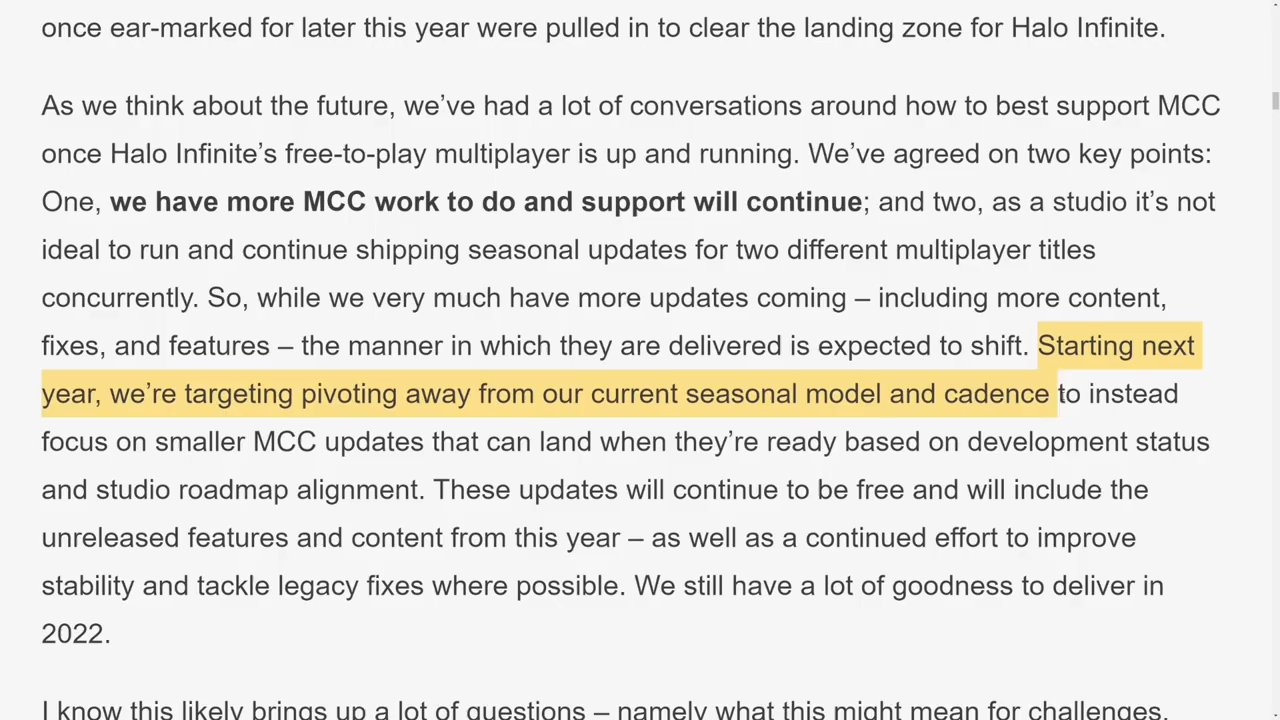 once ear-marked for later this year were pulled in to clear the landing zone for Halo Infinite.
As we think about the future, we’ve had a lot of conversations around how to best support MCC
once Halo Infinite’s free-to-play multiplayer is up and running. We’ve agreed on two key points:
One, we have more MCC work to do and support will continue; and two, as a studio it’s not
ideal to run and continue shipping seasonal updates for two different multiplayer titles
concurrently. So, while we very much have more updates coming – including more content,
fixes, and features – the manner in which they are delivered is expected to shift. Starting next
year, we’re targeting pivoting away from our current seasonal model and cadence to instead
focus on smaller MCC updates that can land when they’re ready based on development status
and studio roadmap alignment. These updates will continue to be free and will include the
unreleased features and content from this year – as well as a continued effort to improve
stability and tackle legacy fixes where possible. We still have a lot of goodness to deliver in
2022.
I know this likely brings up a lot of questions – namely what this might mean for challenges,